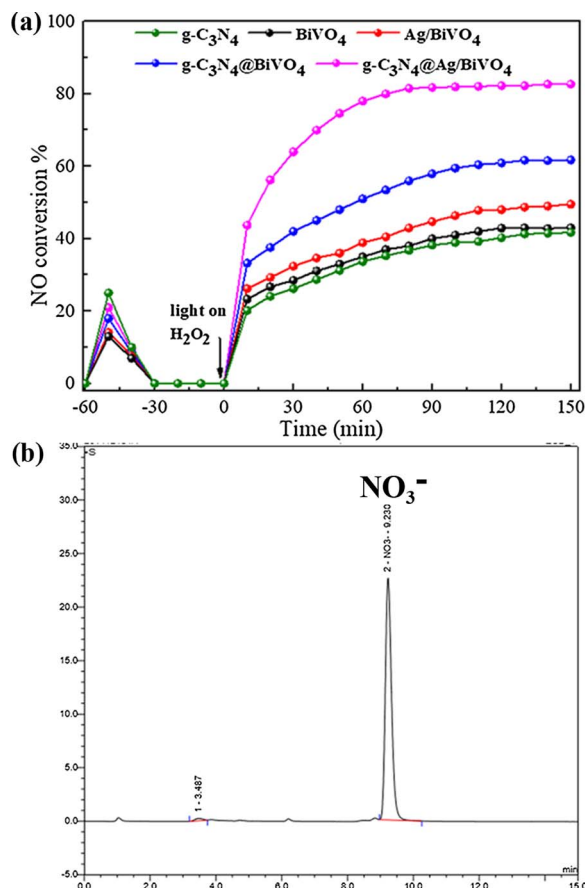 (a)
g-C₃N₄ BiVO₄ Ag/BiVO₄
g-C₃N₄@BiVO₄ g-C₃N₄@Ag/BiVO₄
100
80
60
40
20
0
NO conversion %
light on
H₂O₂
-60 -30 0 30 60 90 120 150
Time (min)
(b)
35.0
µS
30.0
25.0
20.0
15.0
10.0
5.0
0.0
-5.0
NO₃⁻
1 - 3.487
2 - NO3- - 9.230
min
0.0 2.0 4.0 6.0 8.0 10.0 12.0 15.0